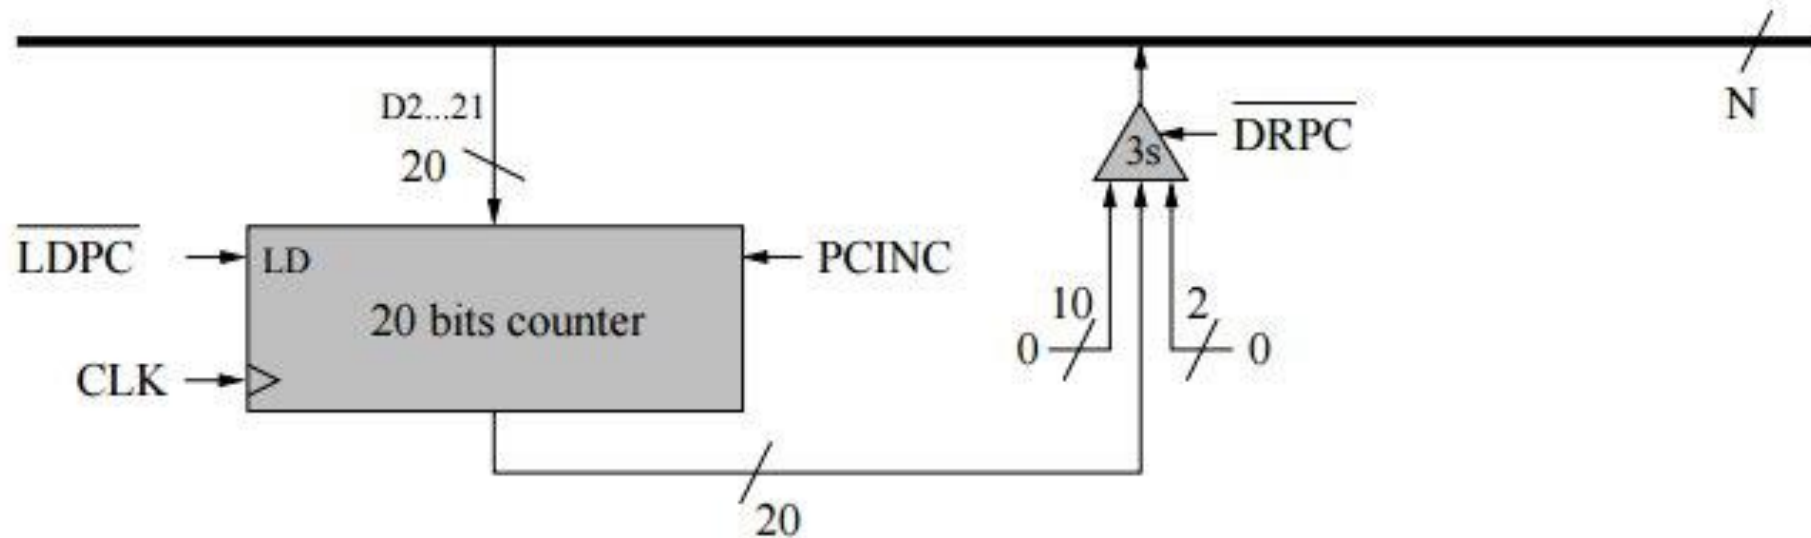 D2...21
20
N
DRPC
3s
LDPC
LD
PCINC
10
2
20 bits counter
0
0
CLK
20